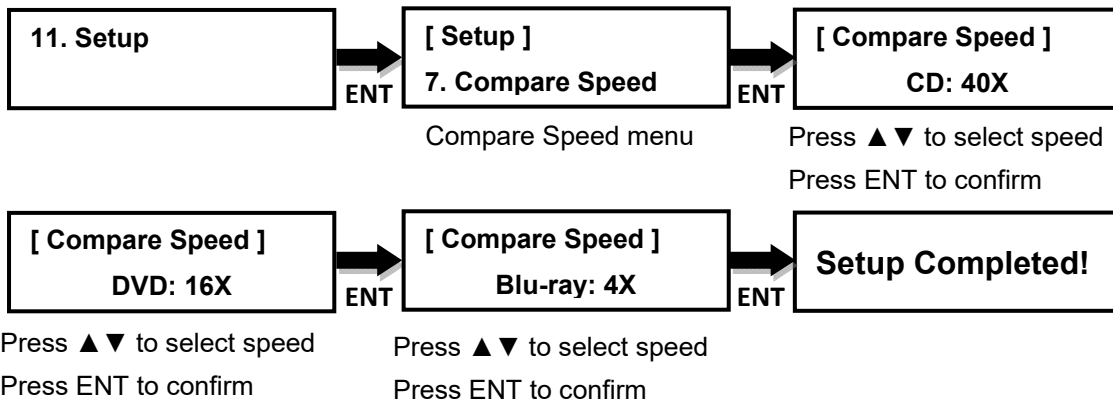 11. Setup
ENT
[ Setup ]
7. Compare Speed
Compare Speed menu
ENT
[ Compare Speed ]
CD: 40X
Press ▲▼ to select speed
Press ENT to confirm
[ Compare Speed ]
DVD: 16X
Press ▲▼ to select speed
Press ENT to confirm
ENT
[ Compare Speed ]
Blu-ray: 4X
Press ▲▼ to select speed
Press ENT to confirm
ENT
Setup Completed!